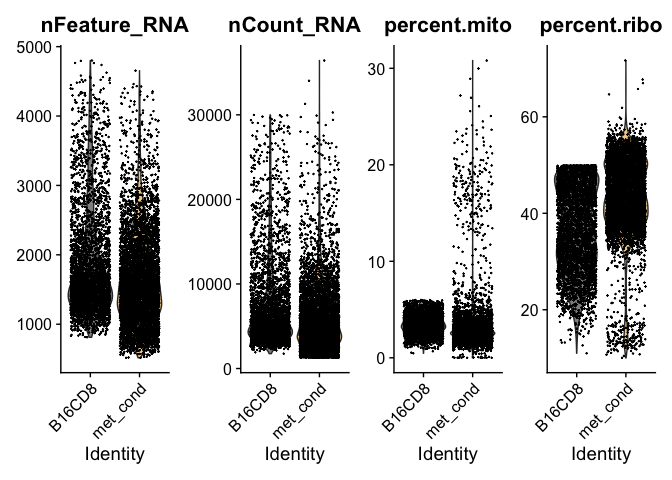 nFeature_RNA
5000
4000
3000
2000
1000
B16CD8
met_cond
Identity
nCount_RNA
30000
20000
10000
0
B16CD8
met_cond
Identity
percent.mito
30
20
10
0
B16CD8
met_cond
Identity
percent.ribo
60
40
20
B16CD8
met_cond
Identity